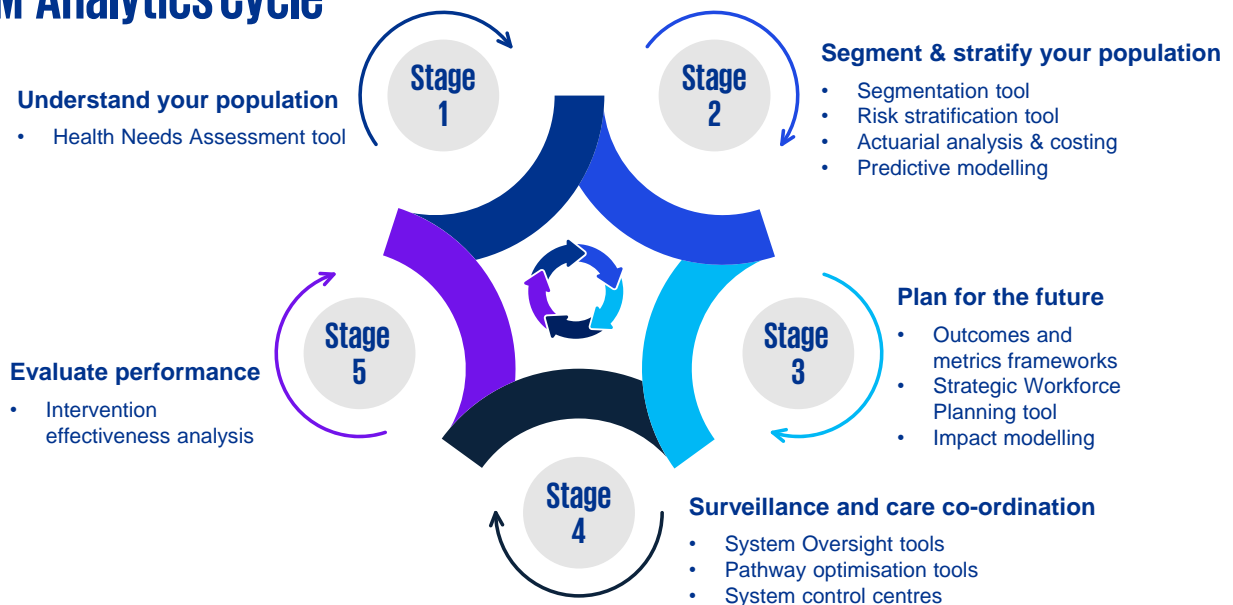 M Analytics cycle
Stage
1
Understand your population
• Health Needs Assessment tool
Stage
2
Segment & stratify your population
• Segmentation tool
• Risk stratification tool
• Actuarial analysis & costing
• Predictive modelling
Stage
3
Plan for the future
• Outcomes and
metrics frameworks
• Strategic Workforce
Planning tool
• Impact modelling
Stage
4
Surveillance and care co-ordination
• System Oversight tools
• Pathway optimisation tools
• System control centres
Stage
5
Evaluate performance
• Intervention
effectiveness analysis